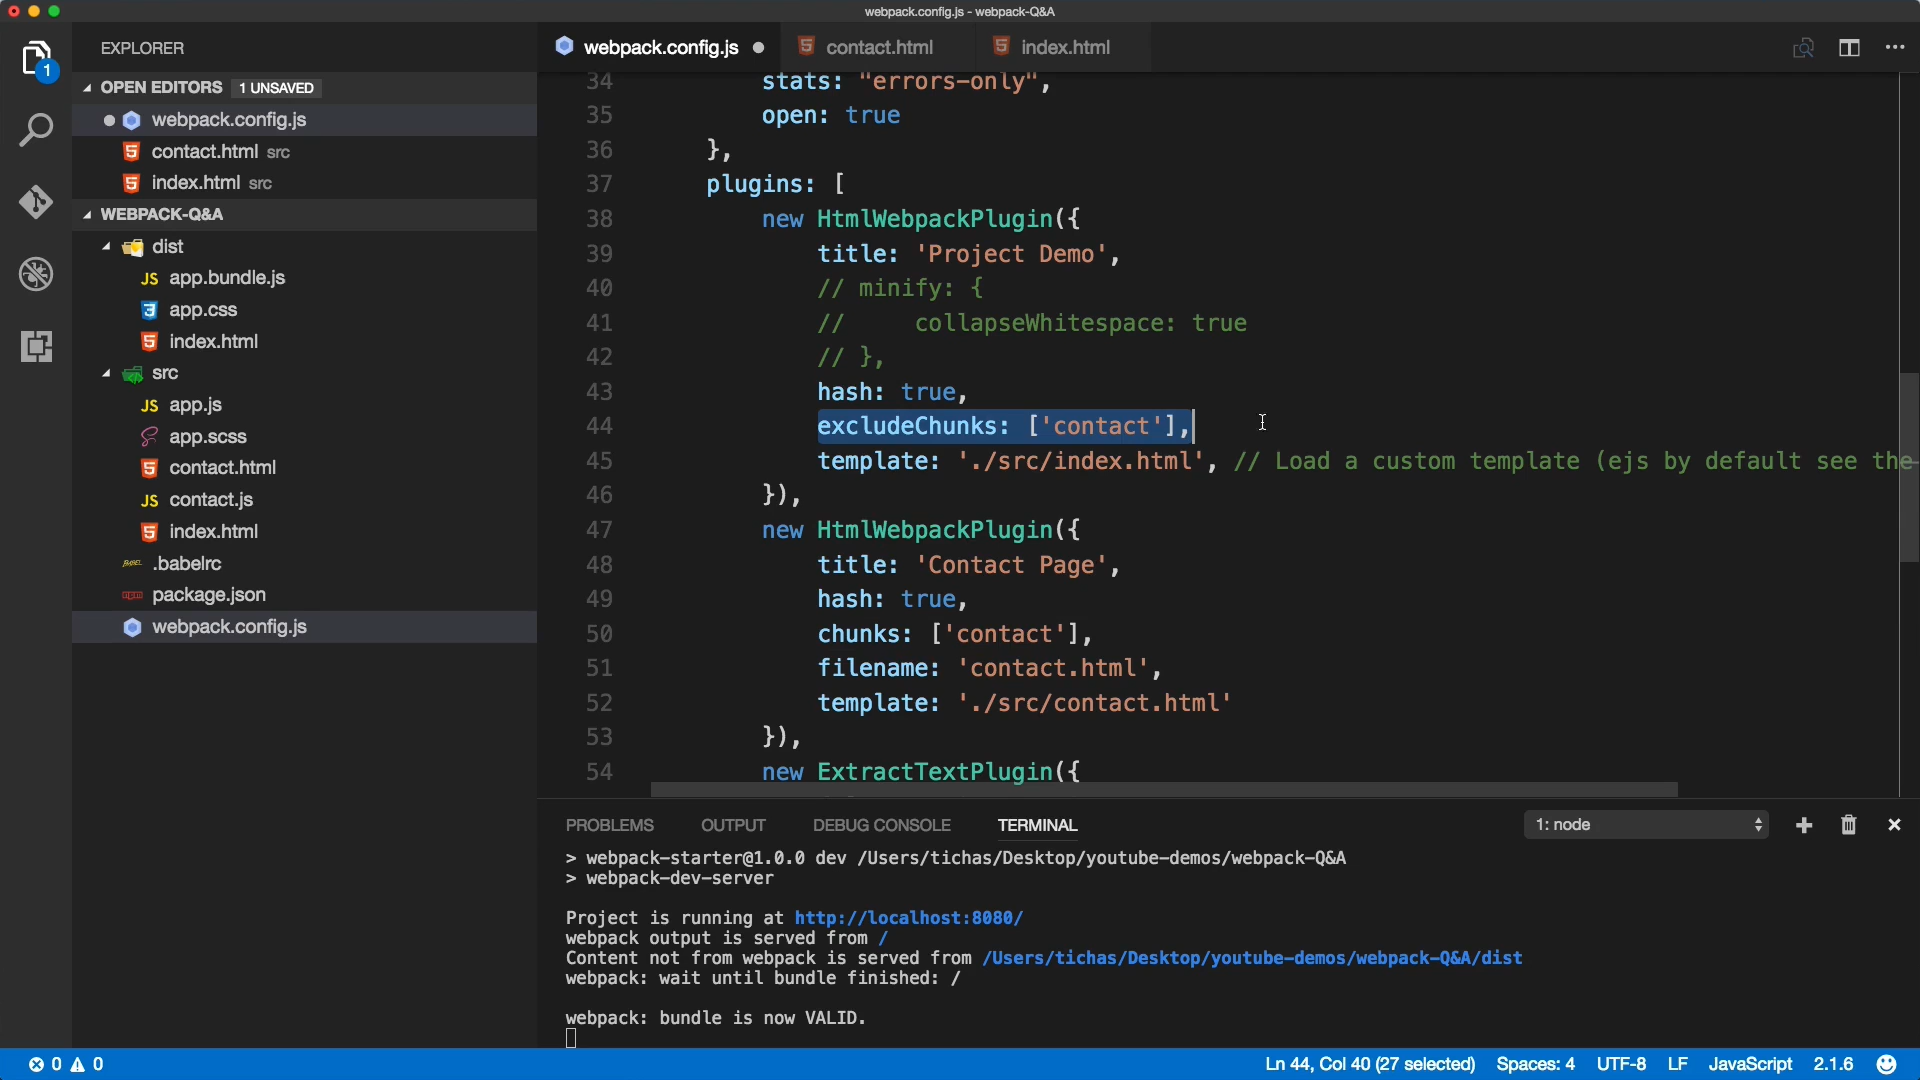 webpack.config.js - webpack-Q&A
EXPLORER
1
OPEN EDITORS 1 UNSAVED
webpack.config.js
contact.html src
index.html src
WEBPACK-Q&A
dist
JS app.bundle.js
app.css
5 index.html
src
JS app.js
app.scss
5 contact.html
JS contact.js
5 index.html
BABEL .babelrc
npm package.json
webpack.config.js
webpack.config.js
5 contact.html
5 index.html
34 stats: "errors-only",
35 open: true
36 },
37 plugins: [
38 new HtmlWebpackPlugin({
39 title: 'Project Demo',
40 // minify: {
41 // collapseWhitespace: true
42 // },
43 hash: true,
44 excludeChunks: ['contact'],
45 template: './src/index.html', // Load a custom template (ejs by default see the
46 }),
47 new HtmlWebpackPlugin({
48 title: 'Contact Page',
49 hash: true,
50 chunks: ['contact'],
51 filename: 'contact.html',
52 template: './src/contact.html'
53 }),
54 new ExtractTextPlugin({
PROBLEMS OUTPUT DEBUG CONSOLE TERMINAL 1: node
> webpack-starter@1.0.0 dev /Users/tichas/Desktop/youtube-demos/webpack-Q&A
> webpack-dev-server
Project is running at http://localhost:8080/
webpack output is served from /
Content not from webpack is served from /Users/tichas/Desktop/youtube-demos/webpack-Q&A/dist
webpack: wait until bundle finished: /
webpack: bundle is now VALID.
0 0 Ln 44, Col 40 (27 selected) Spaces: 4 UTF-8 LF JavaScript 2.1.6